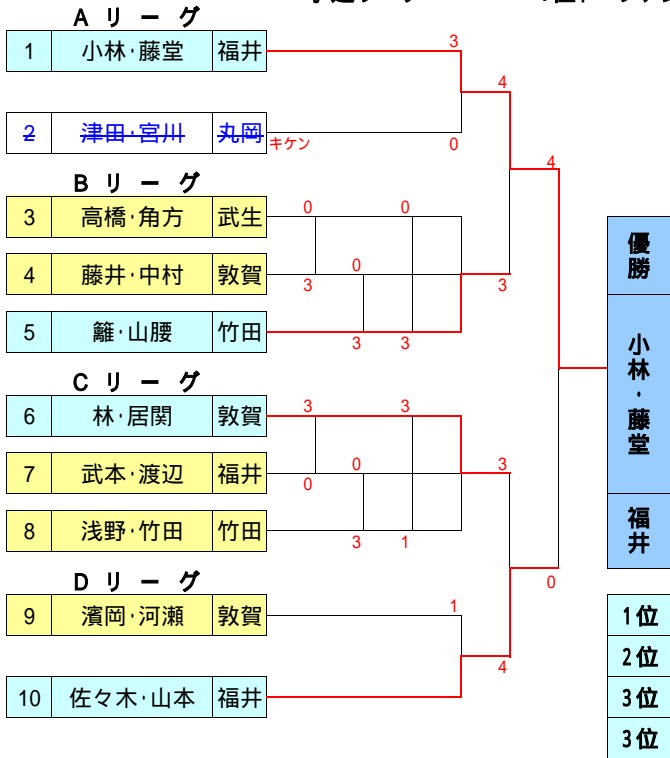 Aリーグ
1 小林・藤堂 福井
3
4
2 津田・宮川 丸岡
キケン
0
4
Bリーグ
3 高橋・角方 武生
0 0
4 藤井・中村 敦賀
3 0 3
5 籬・山腰 竹田
3 3
優勝
小林・藤堂
福井
Cリーグ
6 林・居関 敦賀
3 3
7 武本・渡辺 福井
0 0 3
8 浅野・竹田 竹田
3 1
0
Dリーグ
9 濱岡・河瀬 敦賀
1
4
10 佐々木・山本 福井
1位
2位
3位
3位